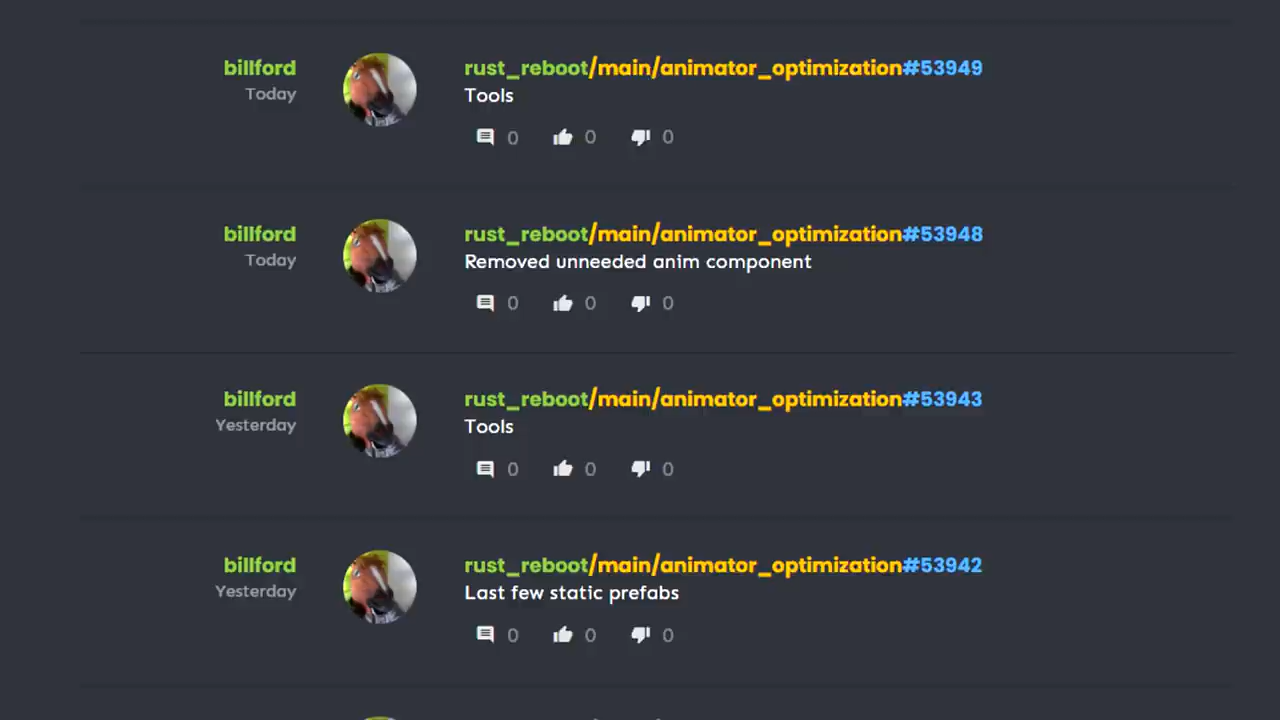 billford
Today
rust_reboot/main/animator_optimization#53949
Tools
0 0 0
billford
Today
rust_reboot/main/animator_optimization#53948
Removed unneeded anim component
0 0 0
billford
Yesterday
rust_reboot/main/animator_optimization#53943
Tools
0 0 0
billford
Yesterday
rust_reboot/main/animator_optimization#53942
Last few static prefabs
0 0 0